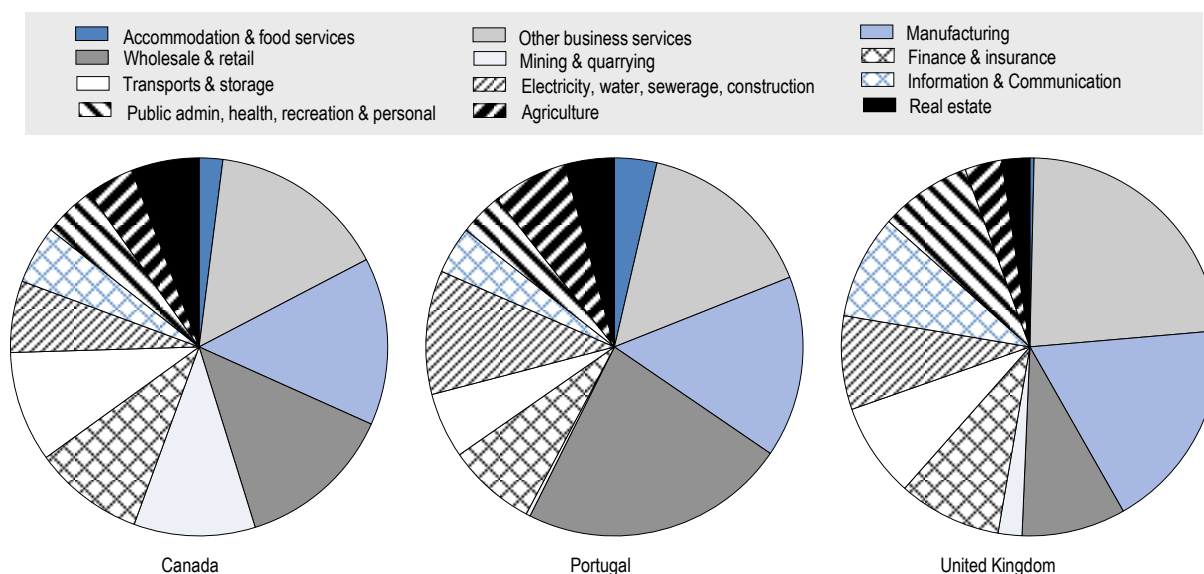 Accommodation & food services
Other business services
Manufacturing
Wholesale & retail
Mining & quarrying
Finance & insurance
Transports & storage
Electricity, water, sewerage, construction
Information & Communication
Public admin, health, recreation & personal
Agriculture
Real estate
Canada
Portugal
United Kingdom